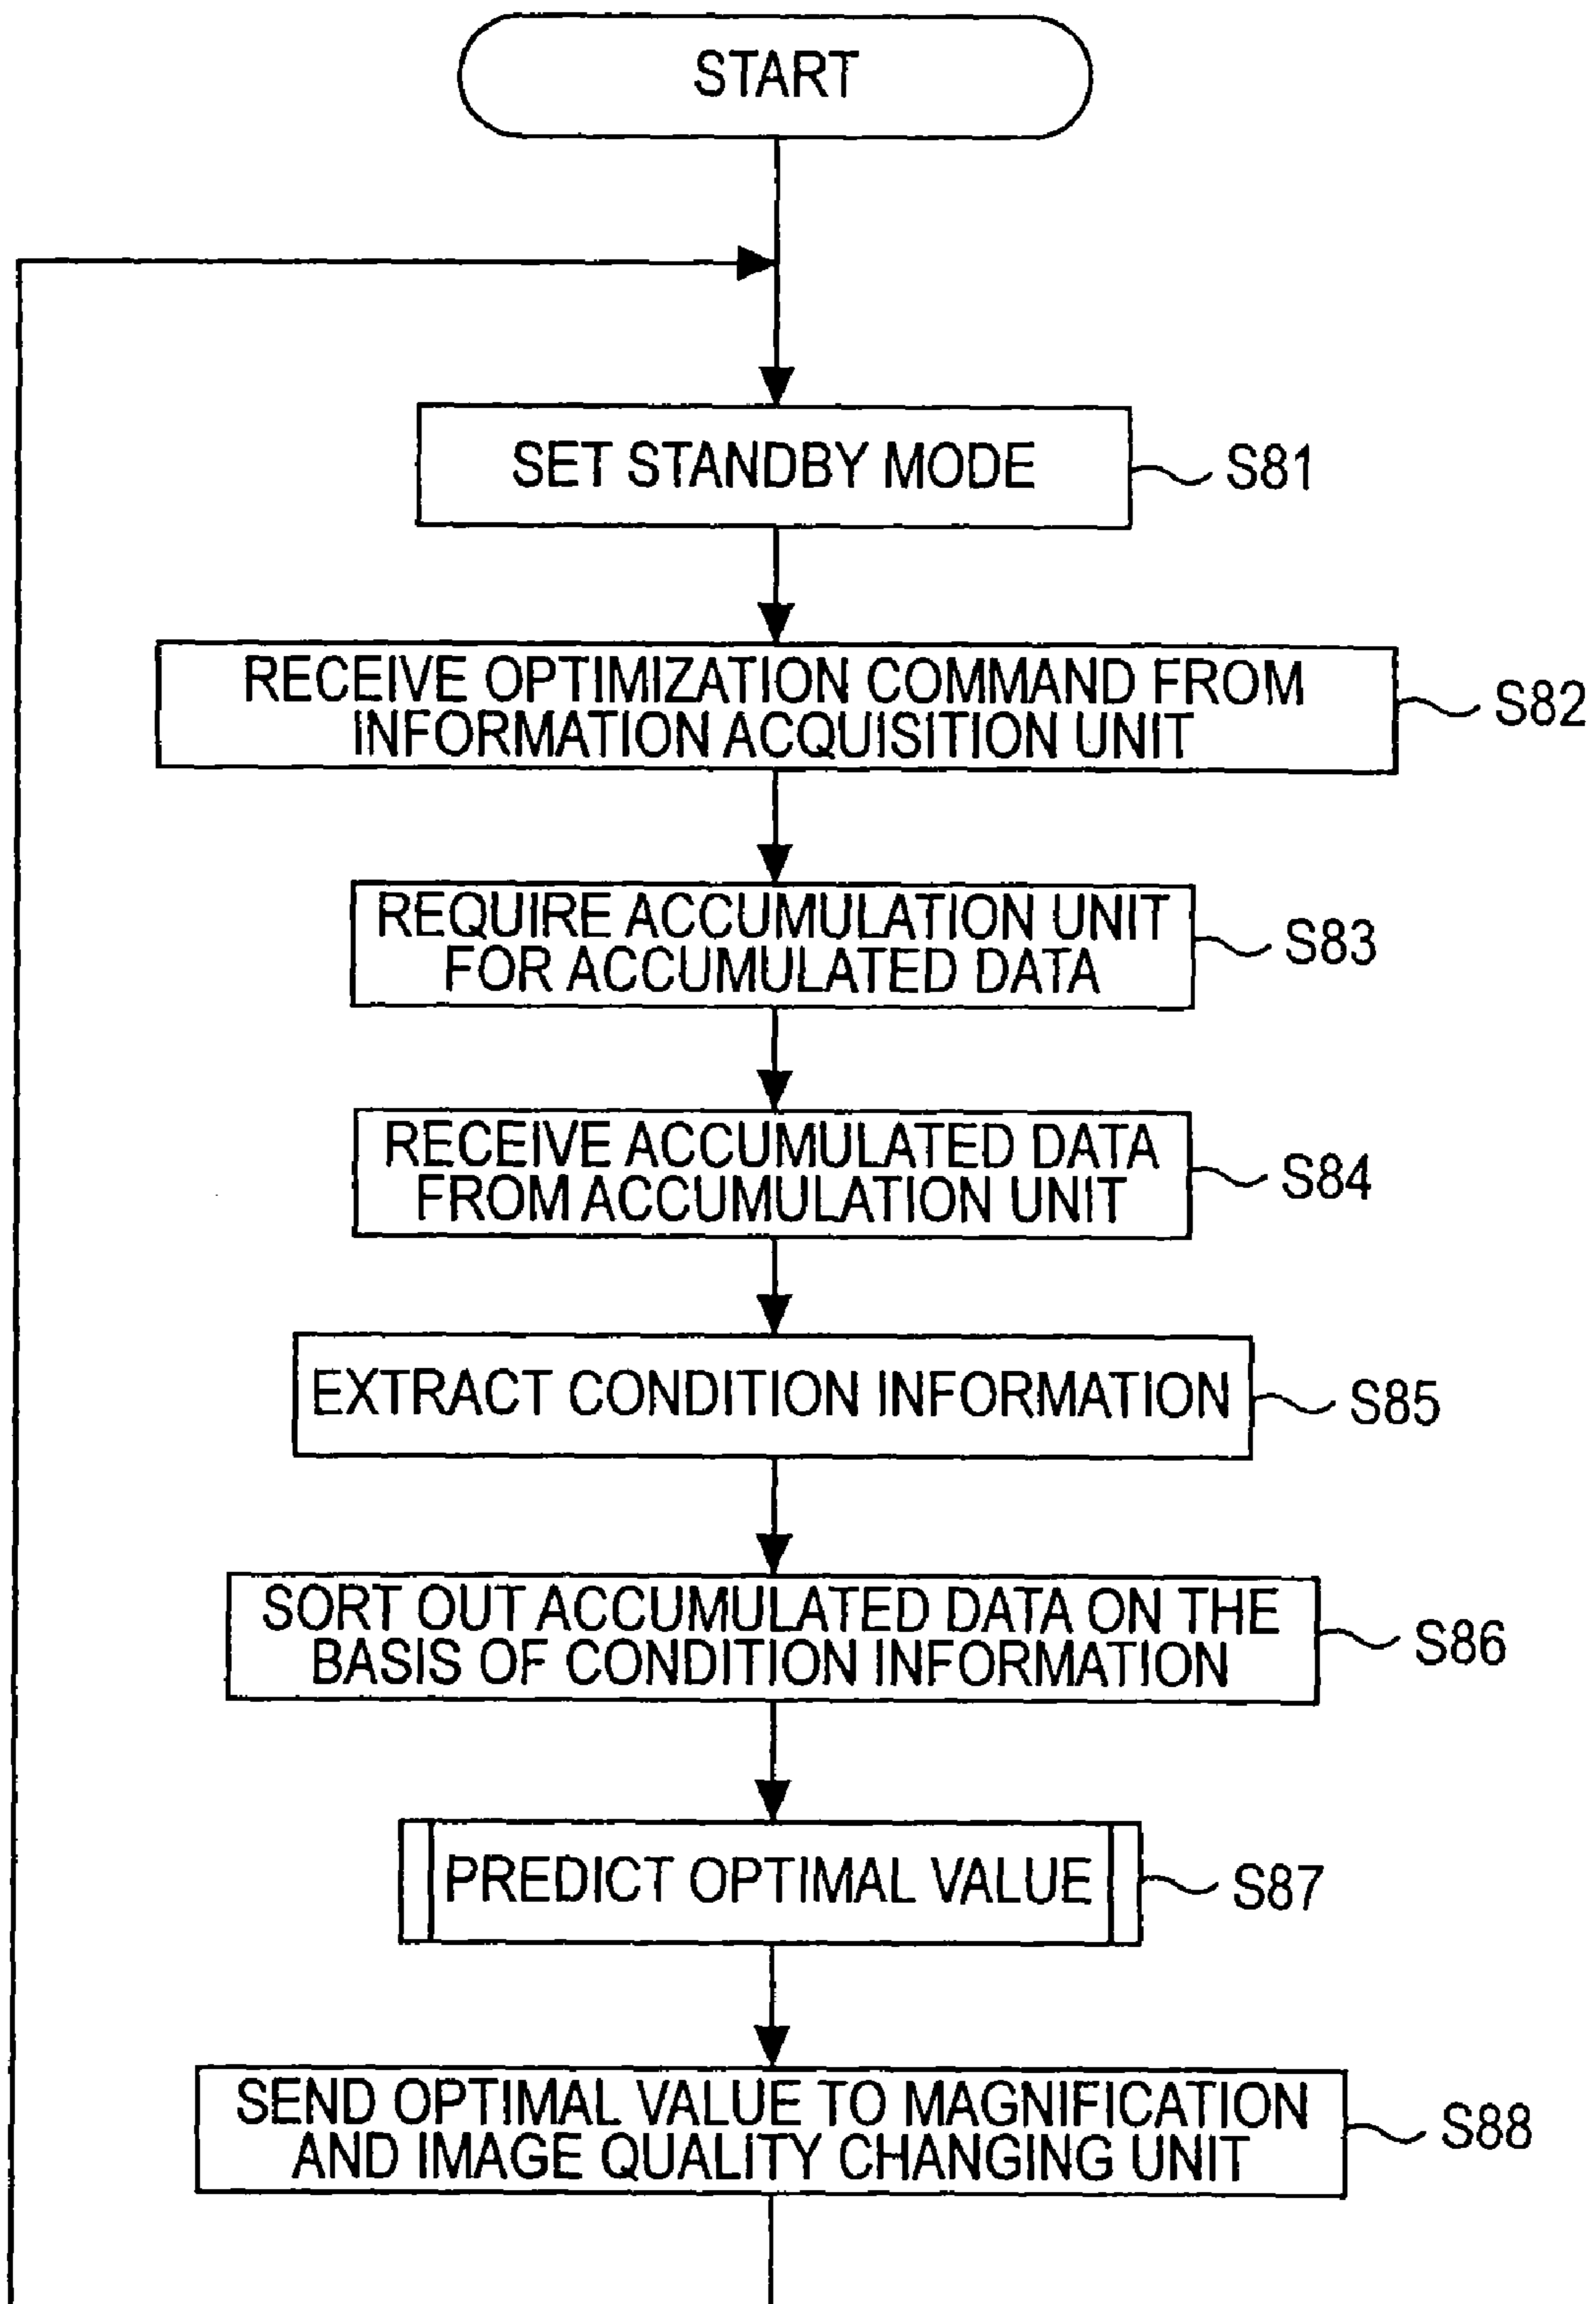 START
SET STANDBY MODE
S81
RECEIVE OPTIMIZATION COMMAND FROM
INFORMATION ACQUISITION UNIT
S82
REQUIRE ACCUMULATION UNIT
FOR ACCUMULATED DATA
S83
RECEIVE ACCUMULATED DATA
FROM ACCUMULATION UNIT
S84
EXTRACT CONDITION INFORMATION
S85
SORT OUT ACCUMULATED DATA ON THE
BASIS OF CONDITION INFORMATION
S86
PREDICT OPTIMAL VALUE
S87
SEND OPTIMAL VALUE TO MAGNIFICATION
AND IMAGE QUALITY CHANGING UNIT
S88